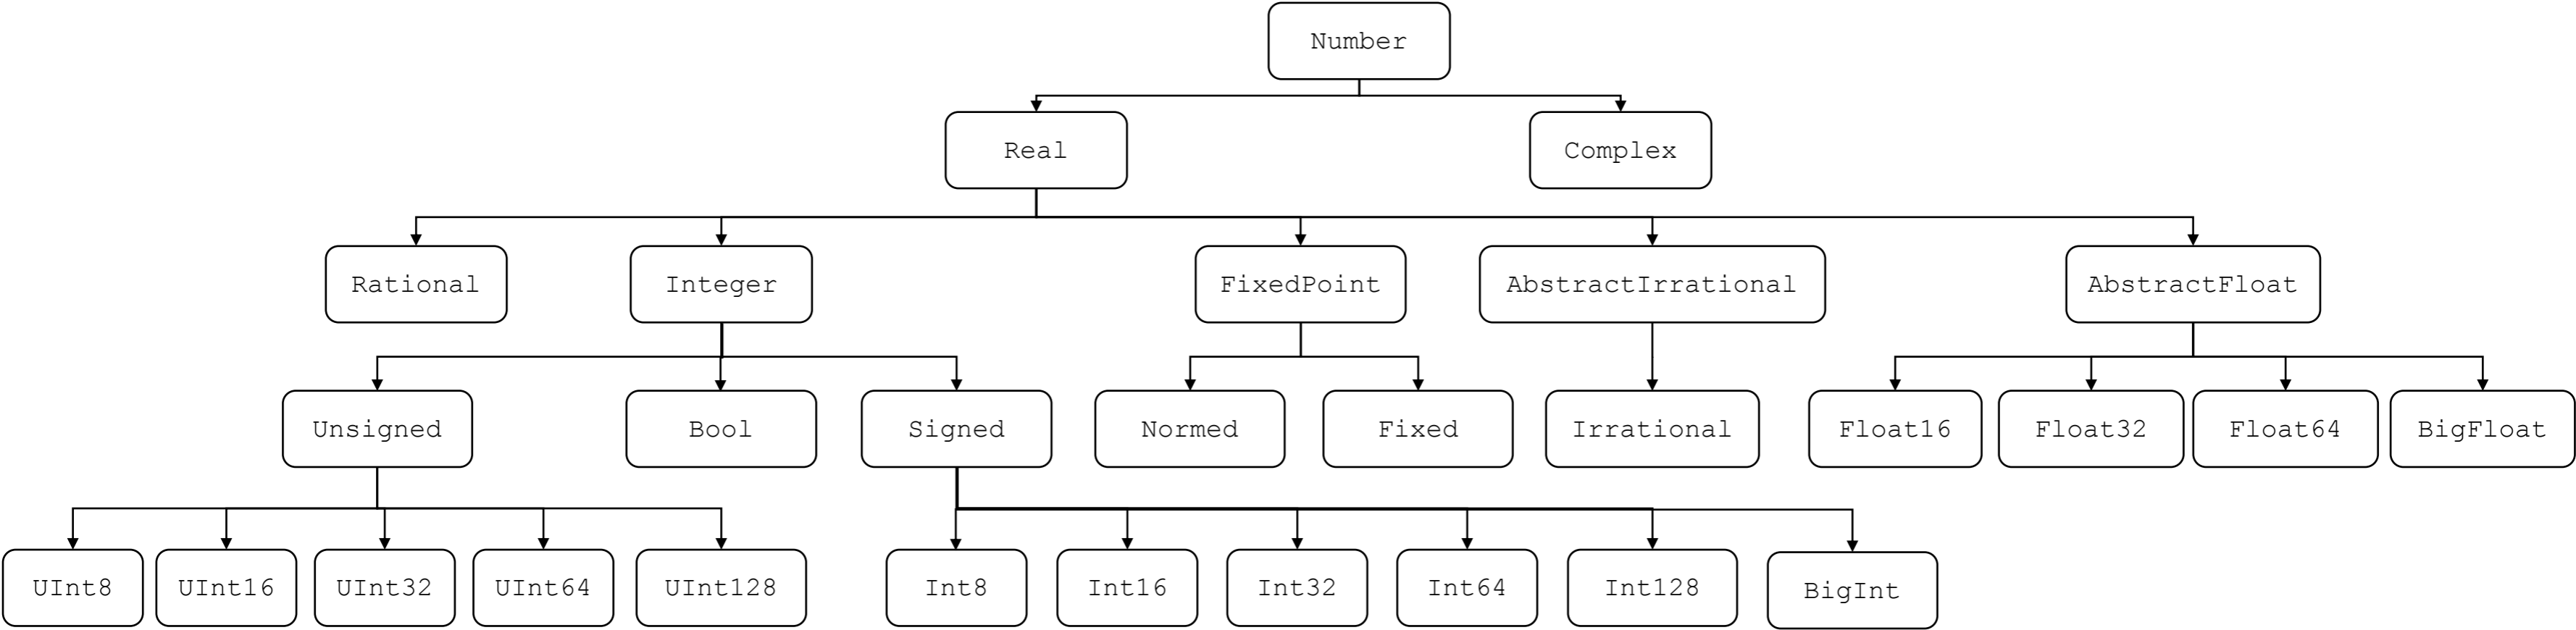 Number
Real
Complex
Rational
Integer
FixedPoint
AbstractIrrational
AbstractFloat
Unsigned
Bool
Signed
Normed
Fixed
Irrational
Float16
Float32
Float64
BigFloat
UInt8
UInt16
UInt32
UInt64
UInt128
Int8
Int16
Int32
Int64
Int128
BigInt